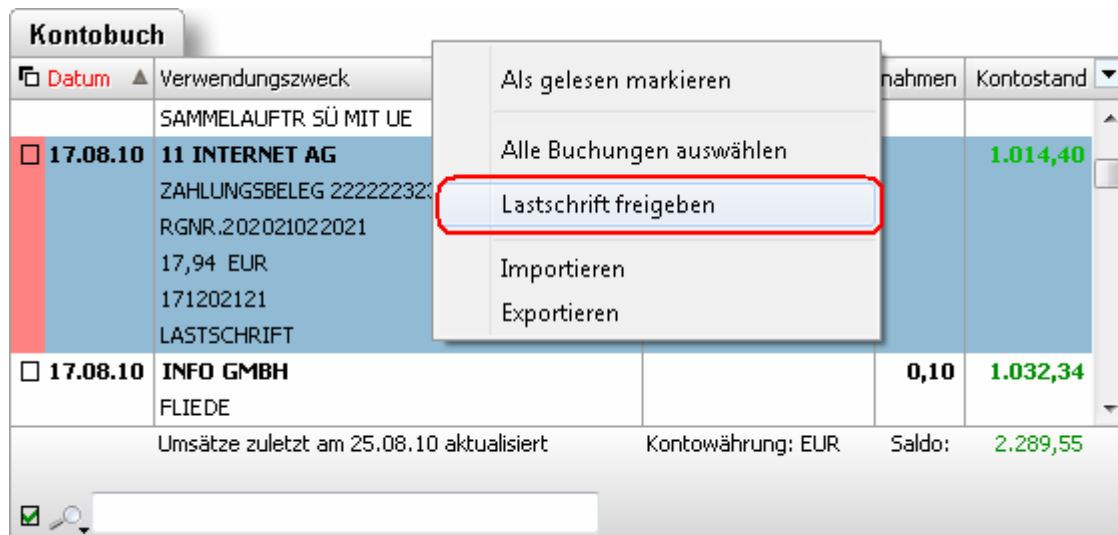 Kontobuch
Datum Verwendungszweck nahmen Kontostand
SAMMELAUFTR SÜ MIT UE
17.08.10 11 INTERNET AG 1.014,40
ZAHLUNGSBELEG 222222323
RGNR.202021022021
17,94 EUR
171202121
LASTSCHRIFT
Als gelesen markieren
Alle Buchungen auswählen
Lastschrift freigeben
Importieren
Exportieren
17.08.10 INFO GMBH 0,10 1.032,34
FLIEDE
Umsätze zuletzt am 25.08.10 aktualisiert Kontowährung: EUR Saldo: 2.289,55